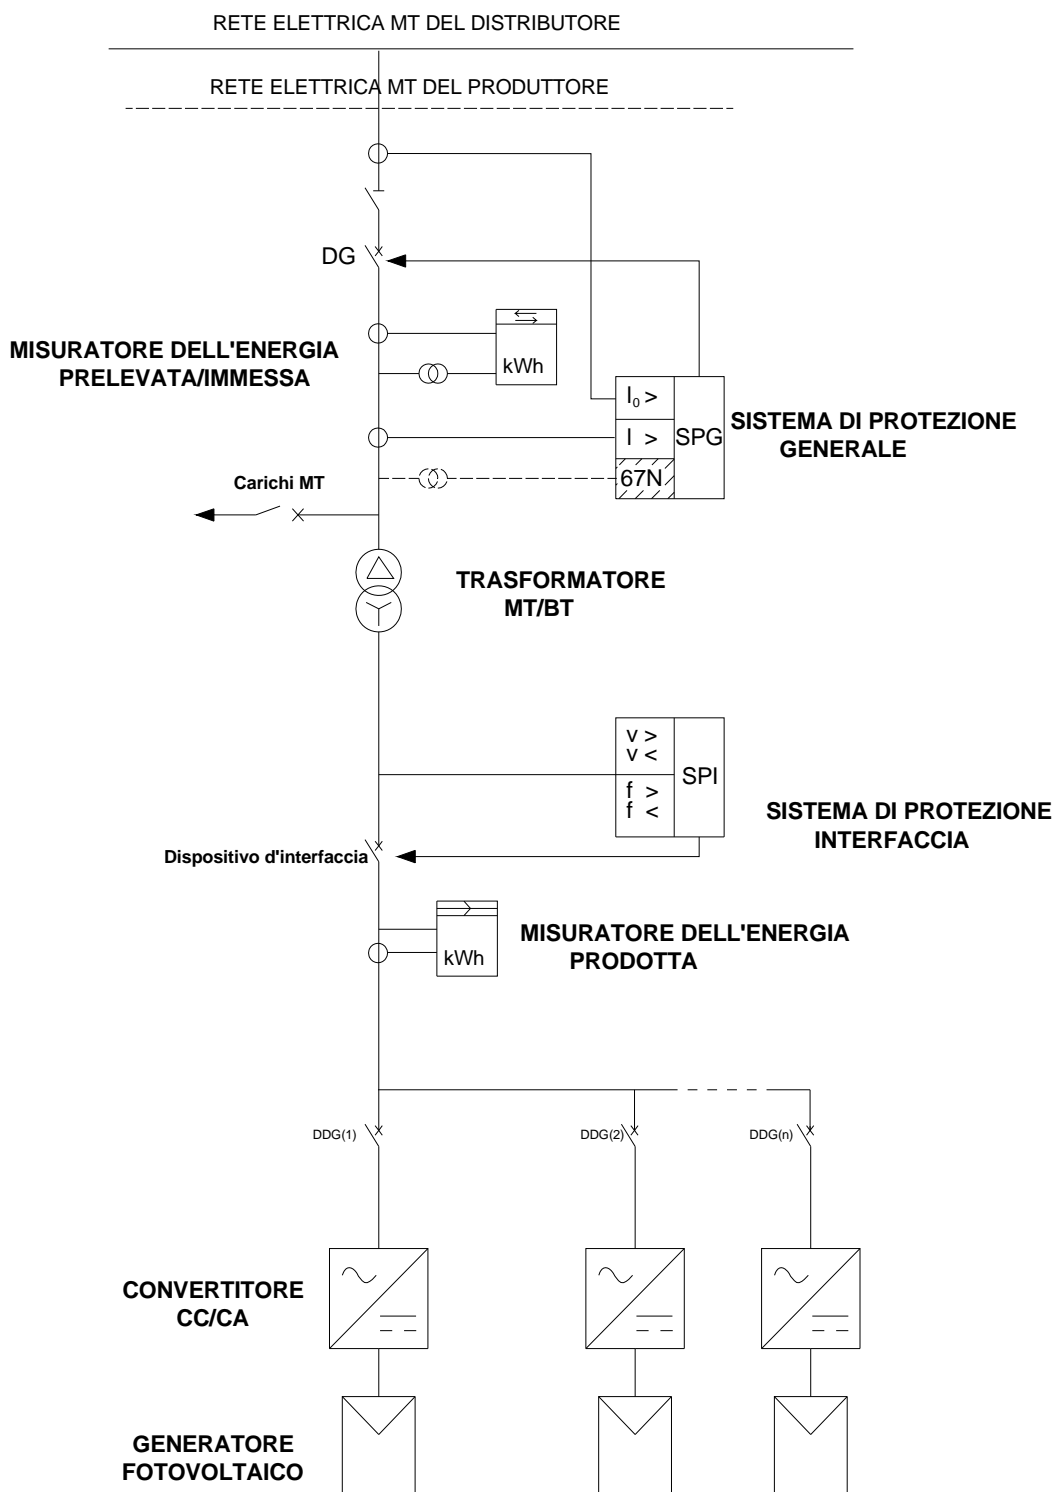 RETE ELETTRICA MT DEL DISTRIBUTORE
RETE ELETTRICA MT DEL PRODUTTORE
DG
MISURATORE DELL'ENERGIA
PRELEVATA/IMMESSA
kWh
I0 >
I >
67N
SPG
SISTEMA DI PROTEZIONE
GENERALE
Carichi MT
TRASFORMATORE
MT/BT
v >
v <
f >
f <
SPI
SISTEMA DI PROTEZIONE
INTERFACCIA
Dispositivo d'interfaccia
kWh
MISURATORE DELL'ENERGIA
PRODOTTA
DDG(1)
DDG(2)
DDG(n)
CONVERTITORE
CC/CA
GENERATORE
FOTOVOLTAICO